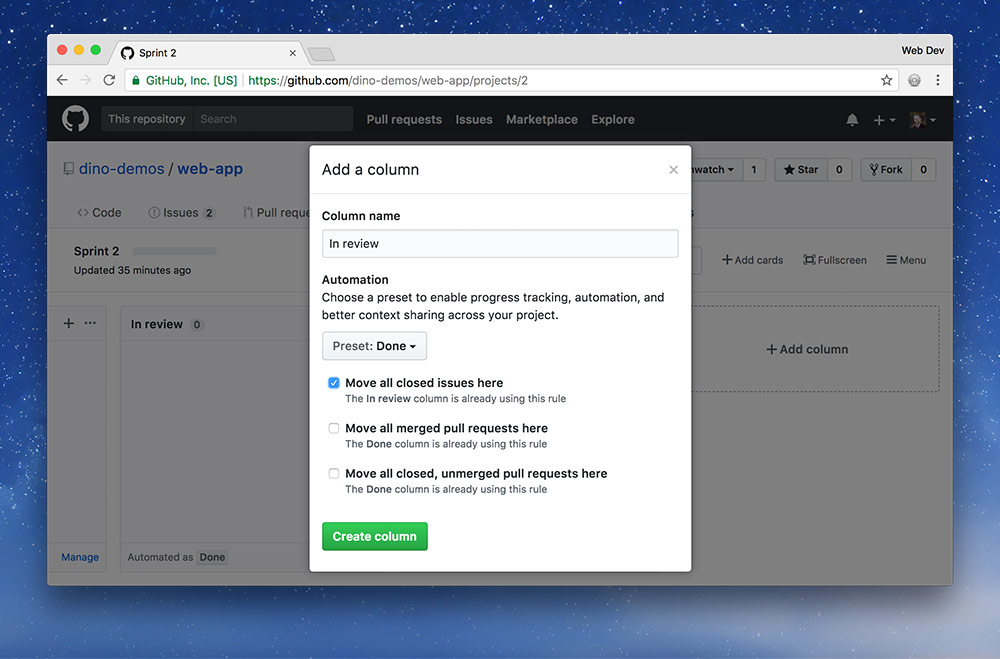 Sprint 2
Web Dev
GitHub, Inc. [US] https://github.com/dino-demos/web-app/projects/2
This repository Search Pull requests Issues Marketplace Explore
dino-demos / web-app
1 Star 0 Fork 0
Code Issues 2
Sprint 2
Updated 35 minutes ago
Add cards Fullscreen Menu
In review 0
Add column
Manage
Automated as Done
Add a column
Column name
In review
Automation
Choose a preset to enable progress tracking, automation, and
better context sharing across your project.
Preset: Done
Move all closed issues here
The In review column is already using this rule
Move all merged pull requests here
The Done column is already using this rule
Move all closed, unmerged pull requests here
The Done column is already using this rule
Create column